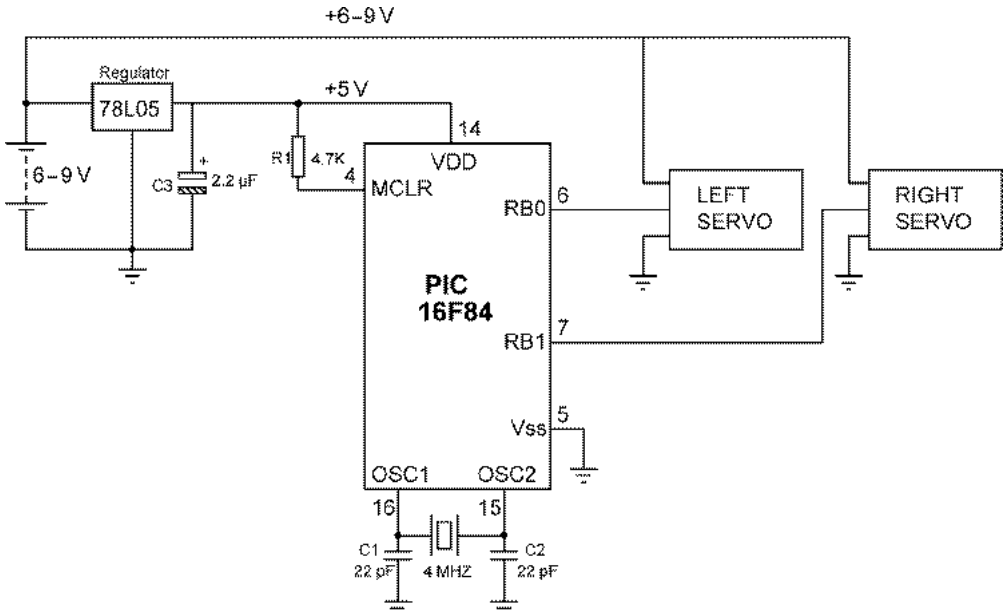 +6-9 V
Regulator
78L05
+5 V
14
VDD
R1
4.7K
4
MCLR
6-9 V
+
C3
2.2 µF
RB0
6
LEFT
SERVO
RIGHT
SERVO
PIC
16F84
RB1
7
Vss
5
OSC1
OSC2
16
15
C1
22 pF
4 MHZ
C2
22 pF